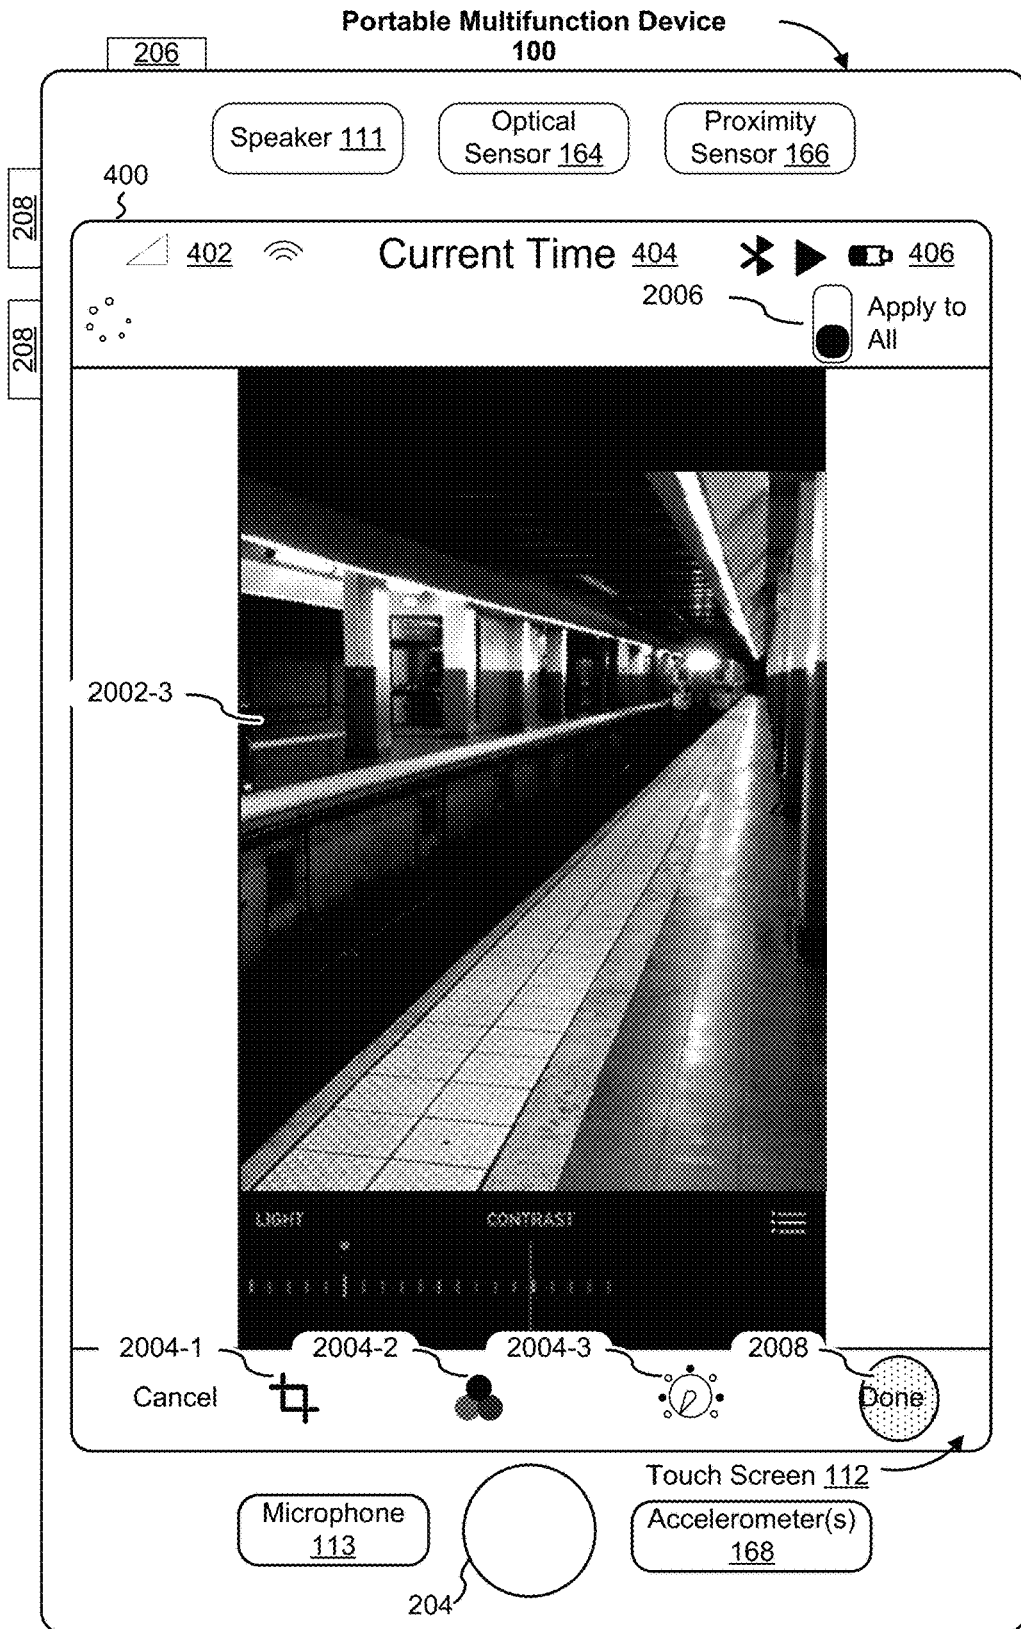 Portable Multifunction Device
100
206
Speaker 111
Optical
Sensor 164
Proximity
Sensor 166
400
208
402
Current Time 404
406
2006
Apply to
All
208
2002-3
LIGHT
CONTRAST
2004-1
2004-2
2004-3
2008
Cancel
Done
Touch Screen 112
Microphone
113
Accelerometer(s)
168
204